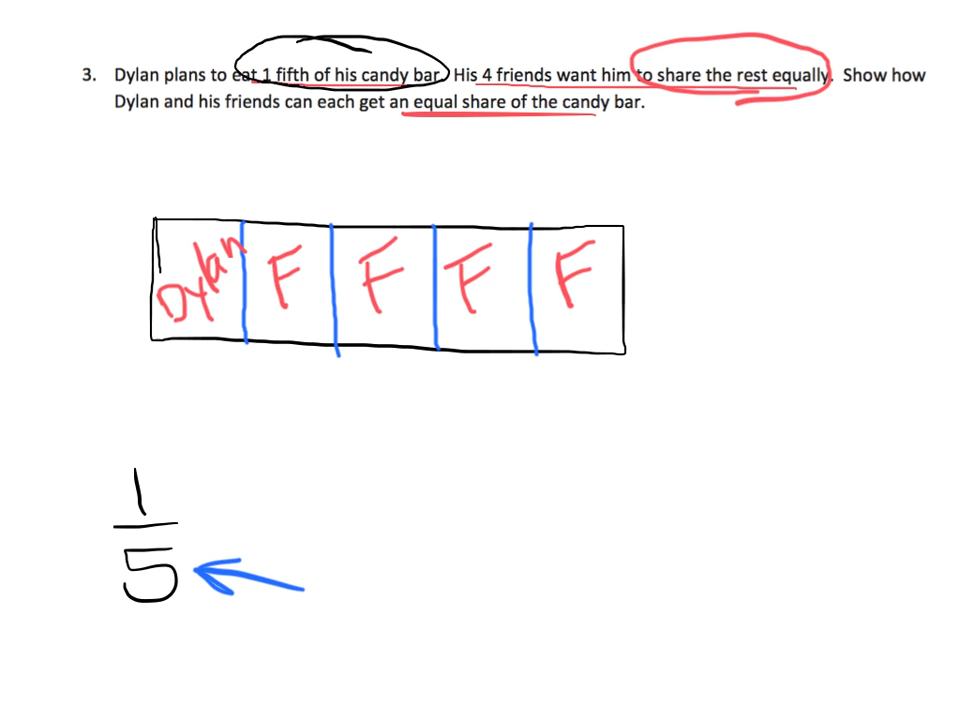 3. Dylan plans to eat 1 fifth of his candy bar. His 4 friends want him to share the rest equally. Show how
Dylan and his friends can each get an equal share of the candy bar.
Dylan F F F F
1
5